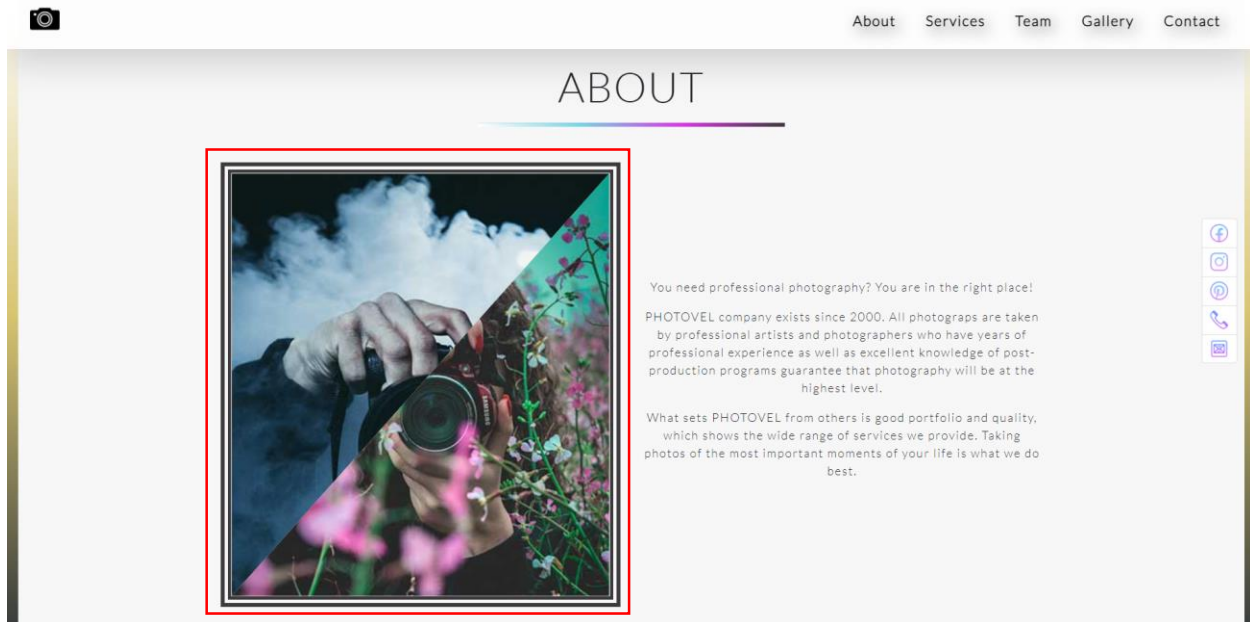 About Services Team Gallery Contact
ABOUT
SAMSUNG
You need professional photography? You are in the right place!
PHOTOVEL company exists since 2000. All photograps are taken
by professional artists and photographers who have years of
professional experience as well as excellent knowledge of post-
production programs guarantee that photography will be at the
highest level.
What sets PHOTOVEL from others is good portfolio and quality,
which shows the wide range of services we provide. Taking
photos of the most important moments of your life is what we do
best.